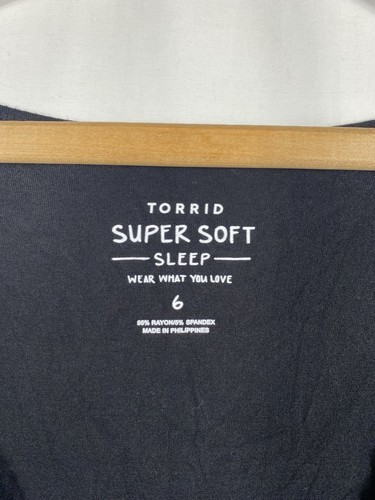 TORRID
SUPER SOFT
SLEEP
WEAR WHAT YOU LOVE
6
95% RAYON/5% SPANDEX
MADE IN PHILIPPINES